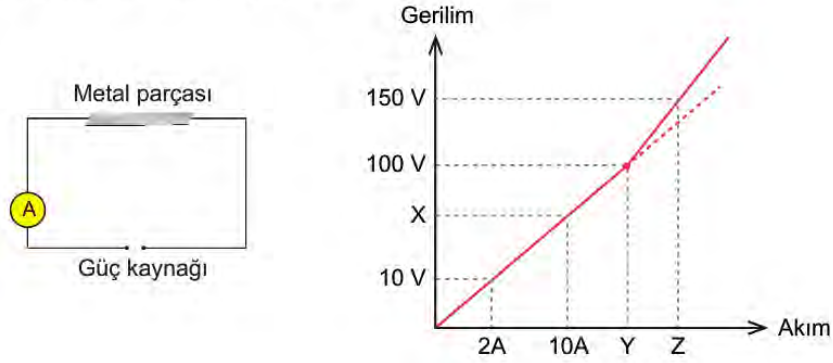 Metal parçası
A
Güç kaynağı
Gerilim
150 V
100 V
X
10 V
2A 10A Y Z
Akım